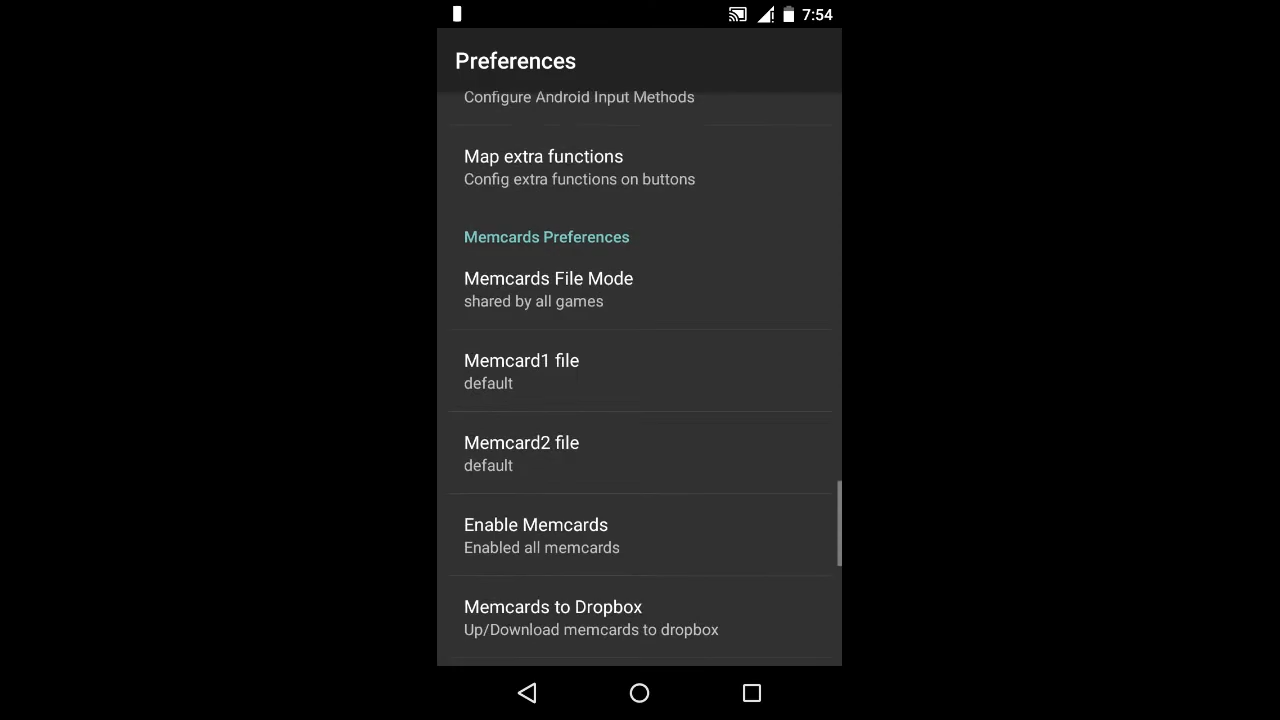 7:54
Preferences
Configure Android Input Methods
Map extra functions
Config extra functions on buttons
Memcards Preferences
Memcards File Mode
shared by all games
Memcard1 file
default
Memcard2 file
default
Enable Memcards
Enabled all memcards
Memcards to Dropbox
Up/Download memcards to dropbox